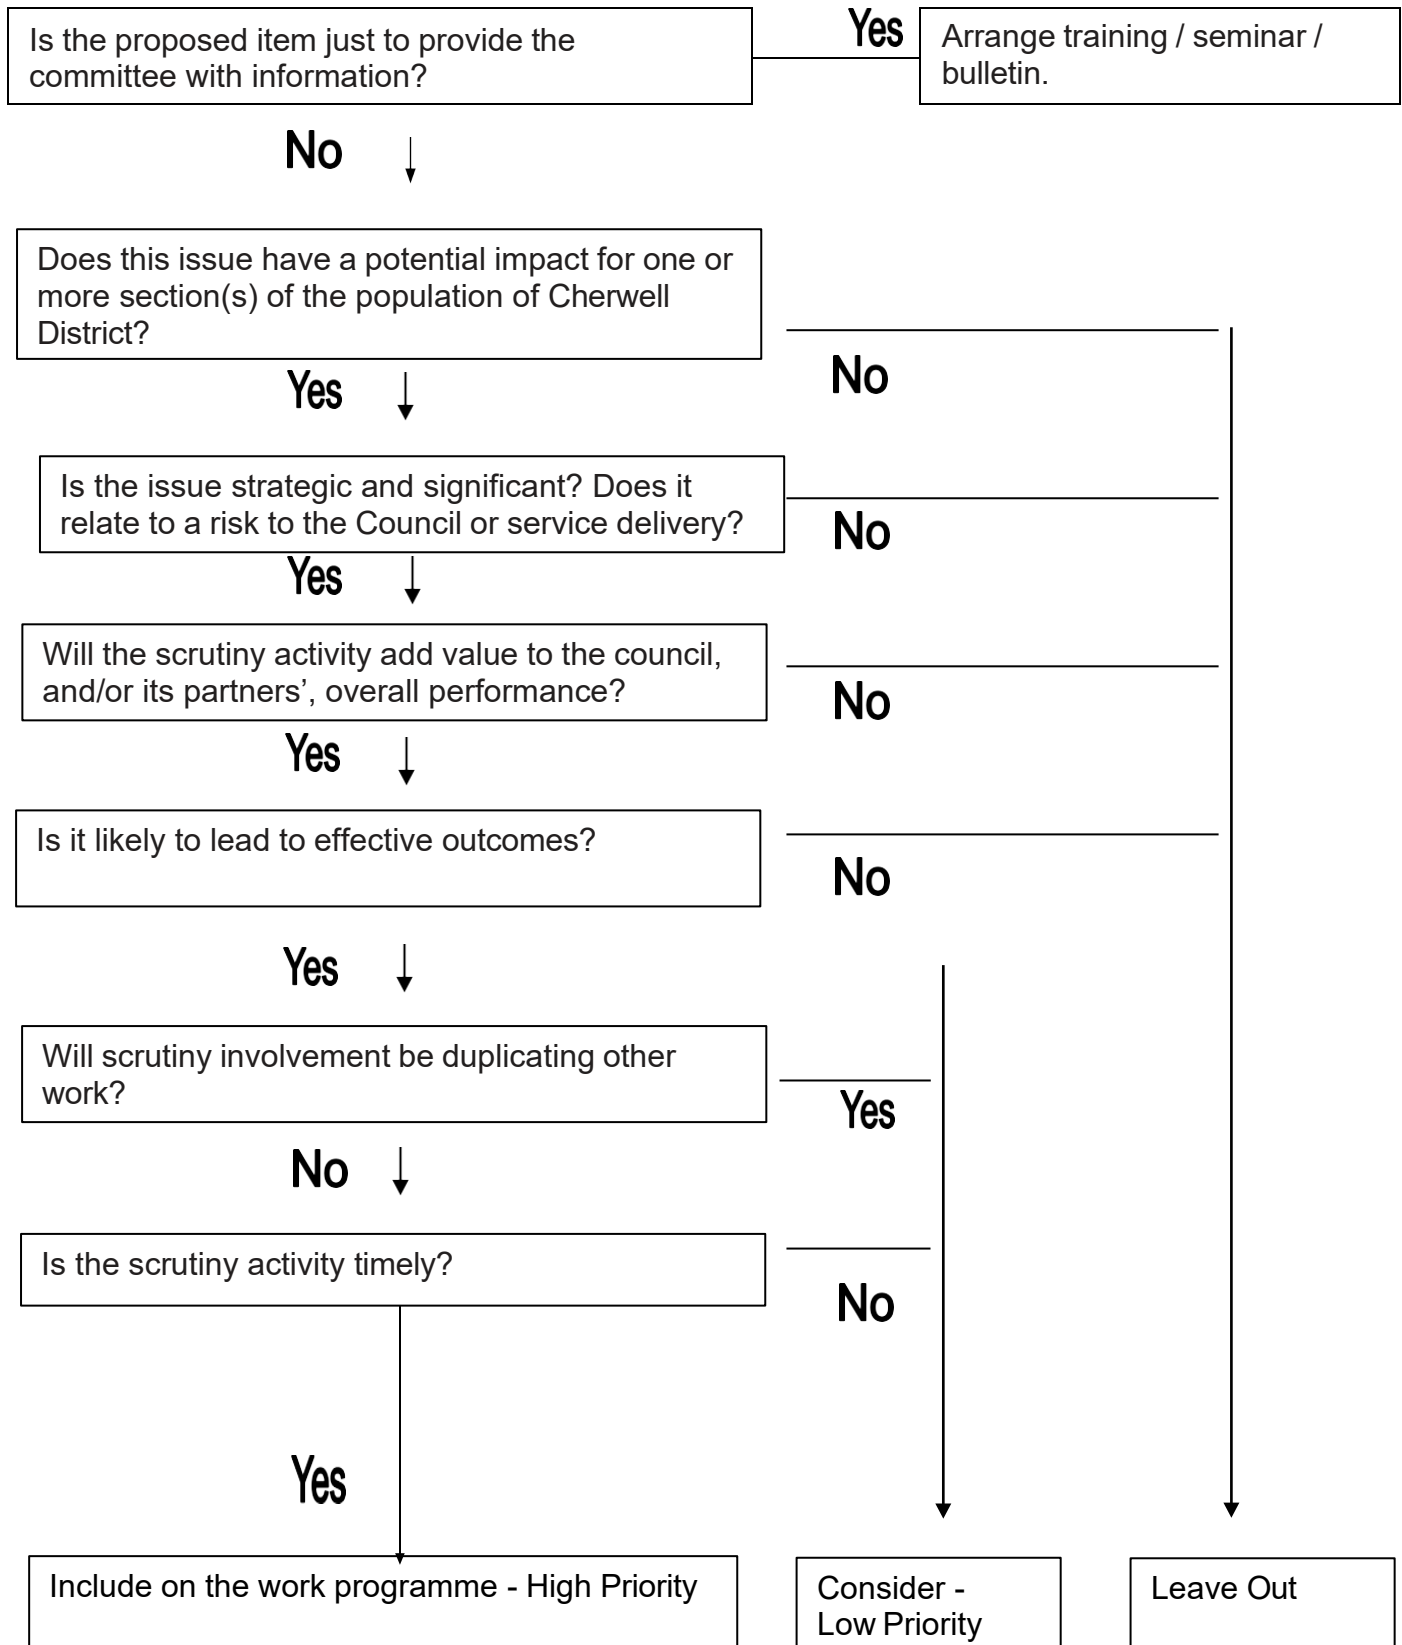 Is the proposed item just to provide the
committee with information?
Yes
Arrange training / seminar /
bulletin.
No
Does this issue have a potential impact for one or
more section(s) of the population of Cherwell
District?
No
Yes
Is the issue strategic and significant? Does it
relate to a risk to the Council or service delivery?
No
Yes
Will the scrutiny activity add value to the council,
and/or its partners’, overall performance?
No
Yes
Is it likely to lead to effective outcomes?
No
Yes
Will scrutiny involvement be duplicating other
work?
Yes
No
Is the scrutiny activity timely?
No
Yes
Include on the work programme - High Priority
Consider -
Low Priority
Leave Out